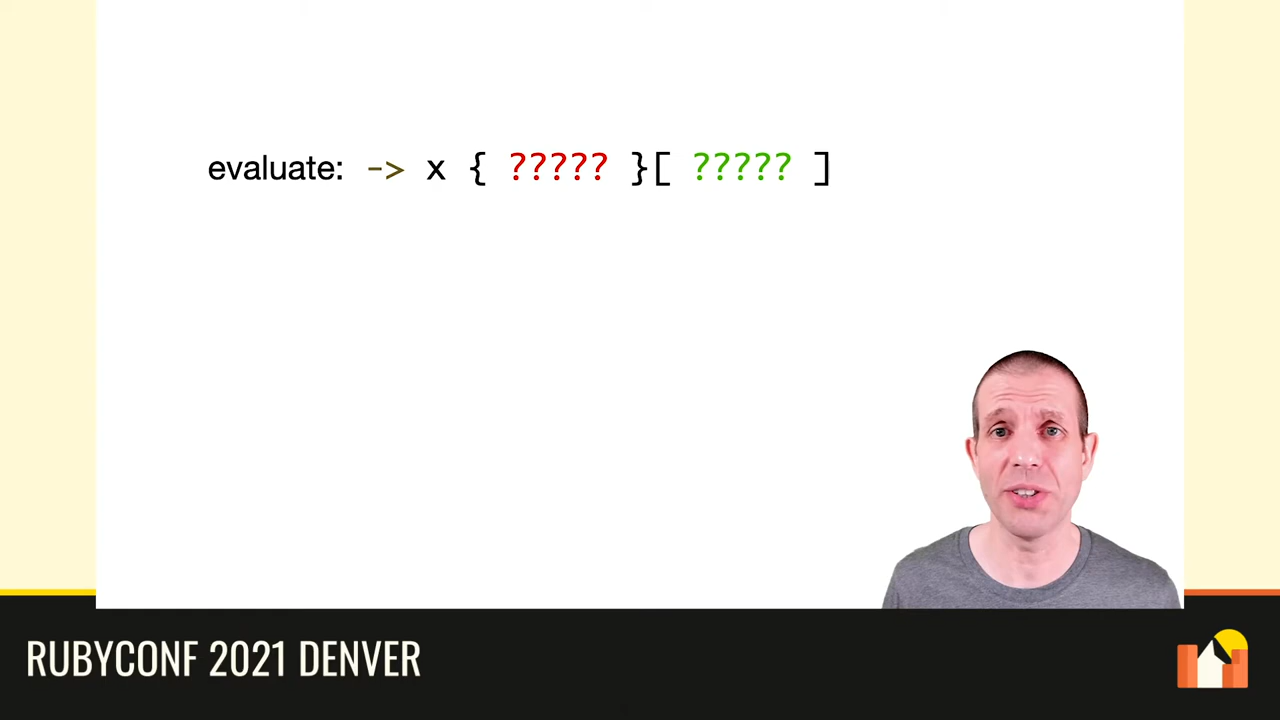 evaluate: -> x { ????? }[ ????? ]
RUBYCONF 2021 DENVER